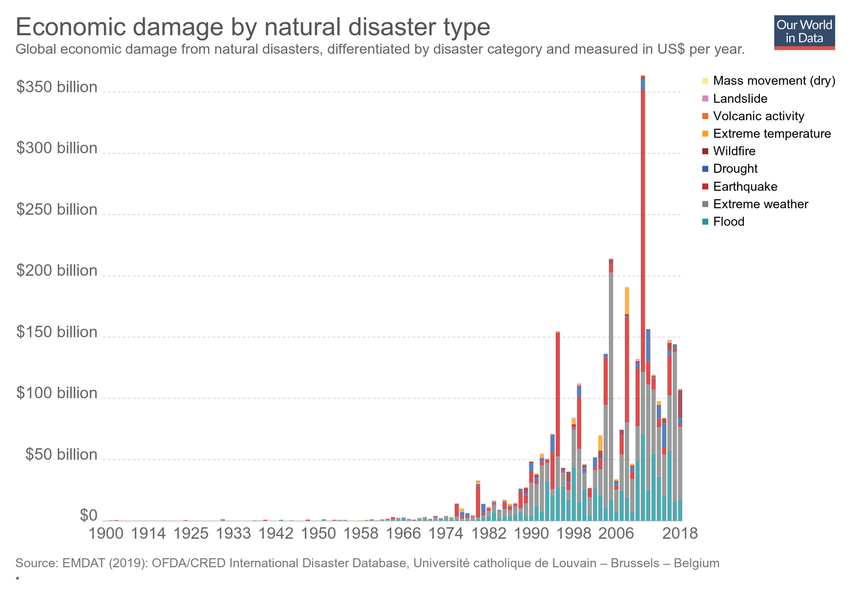 Economic damage by natural disaster type
Global economic damage from natural disasters, differentiated by disaster category and measured in US$ per year.
Our World
in Data
$350 billion
$300 billion
$250 billion
$200 billion
$150 billion
$100 billion
$50 billion
$0
1900 1914 1925 1933 1942 1950 1958 1966 1974 1982 1990 1998 2006 2018
Mass movement (dry)
Landslide
Volcanic activity
Extreme temperature
Wildfire
Drought
Earthquake
Extreme weather
Flood
Source: EMDAT (2019): OFDA/CRED International Disaster Database, Université catholique de Louvain – Brussels – Belgium
•